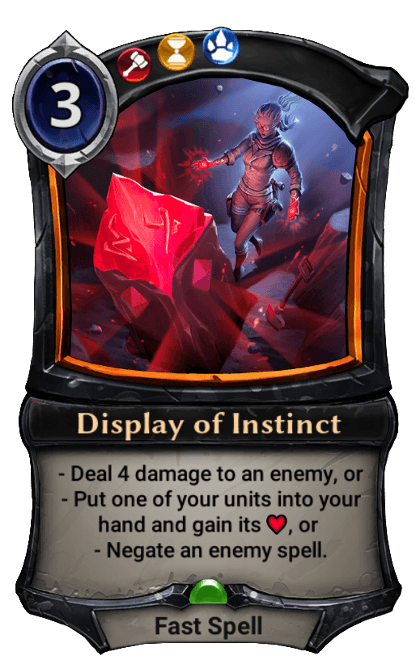 3
Display of Instinct
- Deal 4 damage to an enemy, or
- Put one of your units into your
hand and gain its ❤, or
- Negate an enemy spell.
Fast Spell